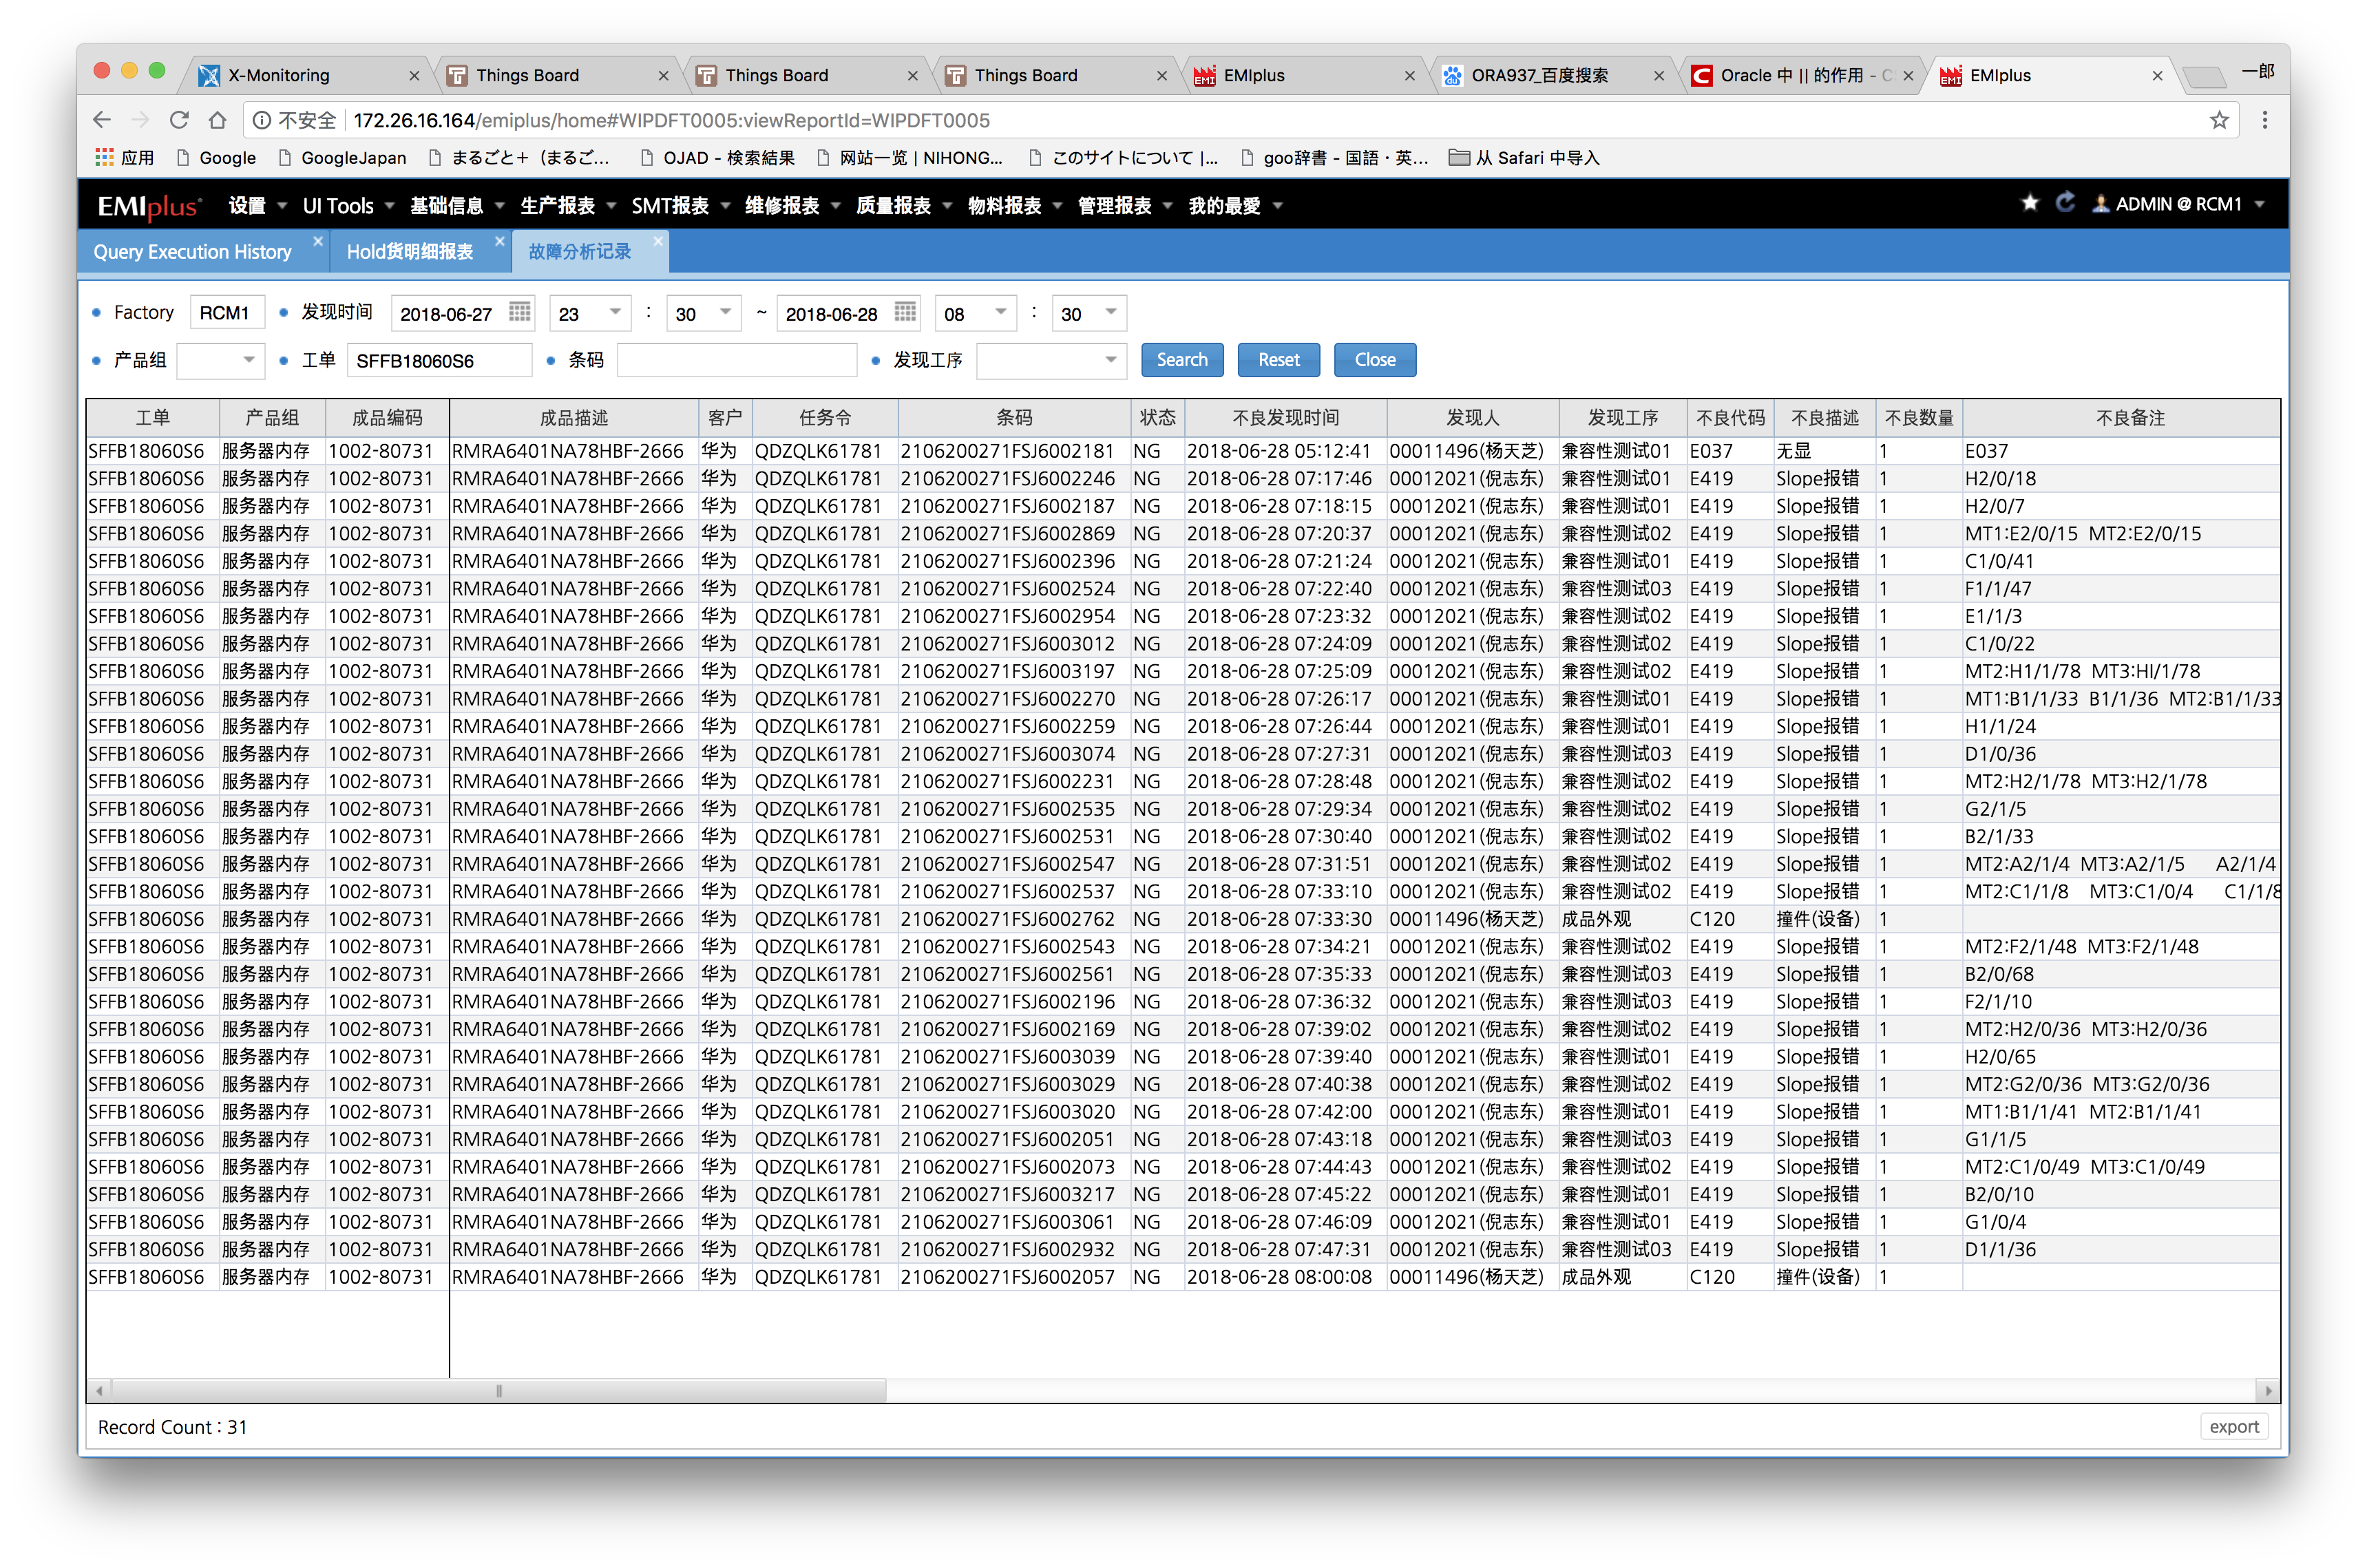 X-Monitoring Things Board Things Board Things Board EMIplus ORA937_百度搜索 Oracle 中 || 的作用 - C EMIplus 一郎
不安全 172.26.16.164/emiplus/home#WIPDFT0005:viewReportId=WIPDFT0005
应用 Google GoogleJapan まるごと＋（まるご... OJAD - 検索結果 网站一览 | NIHONG... このサイトについて |... goo辞書 - 国語・英... 从 Safari 中导入
EMIplus 设置 UI Tools 基础信息 生产报表 SMT报表 维修报表 质量报表 物料报表 管理报表 我的最爱 ADMIN @ RCM1
Query Execution History Hold货明细报表 故障分析记录
Factory RCM1 发现时间 2018-06-27 23 : 30 ~ 2018-06-28 08 : 30
产品组 工单 SFFB18060S6 条码 发现工序 Search Reset Close
工单 产品组 成品编码 成品描述 客户 任务令 条码 状态 不良发现时间 发现人 发现工序 不良代码 不良描述 不良数量 不良备注
SFFB18060S6 服务器内存 1002-80731 RMRA6401NA78HBF-2666 华为 QDZQLK61781 2106200271FSJ6002181 NG 2018-06-28 05:12:41 00011496(杨天芝) 兼容性测试01 E037 无显 1 E037
SFFB18060S6 服务器内存 1002-80731 RMRA6401NA78HBF-2666 华为 QDZQLK61781 2106200271FSJ6002246 NG 2018-06-28 07:17:46 00012021(倪志东) 兼容性测试01 E419 Slope报错 1 H2/0/18
SFFB18060S6 服务器内存 1002-80731 RMRA6401NA78HBF-2666 华为 QDZQLK61781 2106200271FSJ6002187 NG 2018-06-28 07:18:15 00012021(倪志东) 兼容性测试01 E419 Slope报错 1 H2/0/7
SFFB18060S6 服务器内存 1002-80731 RMRA6401NA78HBF-2666 华为 QDZQLK61781 2106200271FSJ6002869 NG 2018-06-28 07:20:37 00012021(倪志东) 兼容性测试02 E419 Slope报错 1 MT1:E2/0/15 MT2:E2/0/15
SFFB18060S6 服务器内存 1002-80731 RMRA6401NA78HBF-2666 华为 QDZQLK61781 2106200271FSJ6002396 NG 2018-06-28 07:21:24 00012021(倪志东) 兼容性测试01 E419 Slope报错 1 C1/0/41
SFFB18060S6 服务器内存 1002-80731 RMRA6401NA78HBF-2666 华为 QDZQLK61781 2106200271FSJ6002524 NG 2018-06-28 07:22:40 00012021(倪志东) 兼容性测试03 E419 Slope报错 1 F1/1/47
SFFB18060S6 服务器内存 1002-80731 RMRA6401NA78HBF-2666 华为 QDZQLK61781 2106200271FSJ6002954 NG 2018-06-28 07:23:32 00012021(倪志东) 兼容性测试02 E419 Slope报错 1 E1/1/3
SFFB18060S6 服务器内存 1002-80731 RMRA6401NA78HBF-2666 华为 QDZQLK61781 2106200271FSJ6003012 NG 2018-06-28 07:24:09 00012021(倪志东) 兼容性测试02 E419 Slope报错 1 C1/0/22
SFFB18060S6 服务器内存 1002-80731 RMRA6401NA78HBF-2666 华为 QDZQLK61781 2106200271FSJ6003197 NG 2018-06-28 07:25:09 00012021(倪志东) 兼容性测试02 E419 Slope报错 1 MT2:H1/1/78 MT3:HI/1/78
SFFB18060S6 服务器内存 1002-80731 RMRA6401NA78HBF-2666 华为 QDZQLK61781 2106200271FSJ6002270 NG 2018-06-28 07:26:17 00012021(倪志东) 兼容性测试01 E419 Slope报错 1 MT1:B1/1/33 B1/1/36 MT2:B1/1/33
SFFB18060S6 服务器内存 1002-80731 RMRA6401NA78HBF-2666 华为 QDZQLK61781 2106200271FSJ6002259 NG 2018-06-28 07:26:44 00012021(倪志东) 兼容性测试01 E419 Slope报错 1 H1/1/24
SFFB18060S6 服务器内存 1002-80731 RMRA6401NA78HBF-2666 华为 QDZQLK61781 2106200271FSJ6003074 NG 2018-06-28 07:27:31 00012021(倪志东) 兼容性测试03 E419 Slope报错 1 D1/0/36
SFFB18060S6 服务器内存 1002-80731 RMRA6401NA78HBF-2666 华为 QDZQLK61781 2106200271FSJ6002231 NG 2018-06-28 07:28:48 00012021(倪志东) 兼容性测试02 E419 Slope报错 1 MT2:H2/1/78 MT3:H2/1/78
SFFB18060S6 服务器内存 1002-80731 RMRA6401NA78HBF-2666 华为 QDZQLK61781 2106200271FSJ6002535 NG 2018-06-28 07:29:34 00012021(倪志东) 兼容性测试02 E419 Slope报错 1 G2/1/5
SFFB18060S6 服务器内存 1002-80731 RMRA6401NA78HBF-2666 华为 QDZQLK61781 2106200271FSJ6002531 NG 2018-06-28 07:30:40 00012021(倪志东) 兼容性测试02 E419 Slope报错 1 B2/1/33
SFFB18060S6 服务器内存 1002-80731 RMRA6401NA78HBF-2666 华为 QDZQLK61781 2106200271FSJ6002547 NG 2018-06-28 07:31:51 00012021(倪志东) 兼容性测试02 E419 Slope报错 1 MT2:A2/1/4 MT3:A2/1/5 A2/1/4
SFFB18060S6 服务器内存 1002-80731 RMRA6401NA78HBF-2666 华为 QDZQLK61781 2106200271FSJ6002537 NG 2018-06-28 07:33:10 00012021(倪志东) 兼容性测试02 E419 Slope报错 1 MT2:C1/1/8 MT3:C1/0/4 C1/1/8
SFFB18060S6 服务器内存 1002-80731 RMRA6401NA78HBF-2666 华为 QDZQLK61781 2106200271FSJ6002762 NG 2018-06-28 07:33:30 00011496(杨天芝) 成品外观 C120 撞件(设备) 1
SFFB18060S6 服务器内存 1002-80731 RMRA6401NA78HBF-2666 华为 QDZQLK61781 2106200271FSJ6002543 NG 2018-06-28 07:34:21 00012021(倪志东) 兼容性测试02 E419 Slope报错 1 MT2:F2/1/48 MT3:F2/1/48
SFFB18060S6 服务器内存 1002-80731 RMRA6401NA78HBF-2666 华为 QDZQLK61781 2106200271FSJ6002561 NG 2018-06-28 07:35:33 00012021(倪志东) 兼容性测试03 E419 Slope报错 1 B2/0/68
SFFB18060S6 服务器内存 1002-80731 RMRA6401NA78HBF-2666 华为 QDZQLK61781 2106200271FSJ6002196 NG 2018-06-28 07:36:32 00012021(倪志东) 兼容性测试03 E419 Slope报错 1 F2/1/10
SFFB18060S6 服务器内存 1002-80731 RMRA6401NA78HBF-2666 华为 QDZQLK61781 2106200271FSJ6002169 NG 2018-06-28 07:39:02 00012021(倪志东) 兼容性测试02 E419 Slope报错 1 MT2:H2/0/36 MT3:H2/0/36
SFFB18060S6 服务器内存 1002-80731 RMRA6401NA78HBF-2666 华为 QDZQLK61781 2106200271FSJ6003039 NG 2018-06-28 07:39:40 00012021(倪志东) 兼容性测试01 E419 Slope报错 1 H2/0/65
SFFB18060S6 服务器内存 1002-80731 RMRA6401NA78HBF-2666 华为 QDZQLK61781 2106200271FSJ6003029 NG 2018-06-28 07:40:38 00012021(倪志东) 兼容性测试02 E419 Slope报错 1 MT2:G2/0/36 MT3:G2/0/36
SFFB18060S6 服务器内存 1002-80731 RMRA6401NA78HBF-2666 华为 QDZQLK61781 2106200271FSJ6003020 NG 2018-06-28 07:42:00 00012021(倪志东) 兼容性测试01 E419 Slope报错 1 MT1:B1/1/41 MT2:B1/1/41
SFFB18060S6 服务器内存 1002-80731 RMRA6401NA78HBF-2666 华为 QDZQLK61781 2106200271FSJ6002051 NG 2018-06-28 07:43:18 00012021(倪志东) 兼容性测试03 E419 Slope报错 1 G1/1/5
SFFB18060S6 服务器内存 1002-80731 RMRA6401NA78HBF-2666 华为 QDZQLK61781 2106200271FSJ6002073 NG 2018-06-28 07:44:43 00012021(倪志东) 兼容性测试02 E419 Slope报错 1 MT2:C1/0/49 MT3:C1/0/49
SFFB18060S6 服务器内存 1002-80731 RMRA6401NA78HBF-2666 华为 QDZQLK61781 2106200271FSJ6003217 NG 2018-06-28 07:45:22 00012021(倪志东) 兼容性测试01 E419 Slope报错 1 B2/0/10
SFFB18060S6 服务器内存 1002-80731 RMRA6401NA78HBF-2666 华为 QDZQLK61781 2106200271FSJ6003061 NG 2018-06-28 07:46:09 00012021(倪志东) 兼容性测试01 E419 Slope报错 1 G1/0/4
SFFB18060S6 服务器内存 1002-80731 RMRA6401NA78HBF-2666 华为 QDZQLK61781 2106200271FSJ6002932 NG 2018-06-28 07:47:31 00012021(倪志东) 兼容性测试03 E419 Slope报错 1 D1/1/36
SFFB18060S6 服务器内存 1002-80731 RMRA6401NA78HBF-2666 华为 QDZQLK61781 2106200271FSJ6002057 NG 2018-06-28 08:00:08 00011496(杨天芝) 成品外观 C120 撞件(设备) 1
Record Count : 31 export